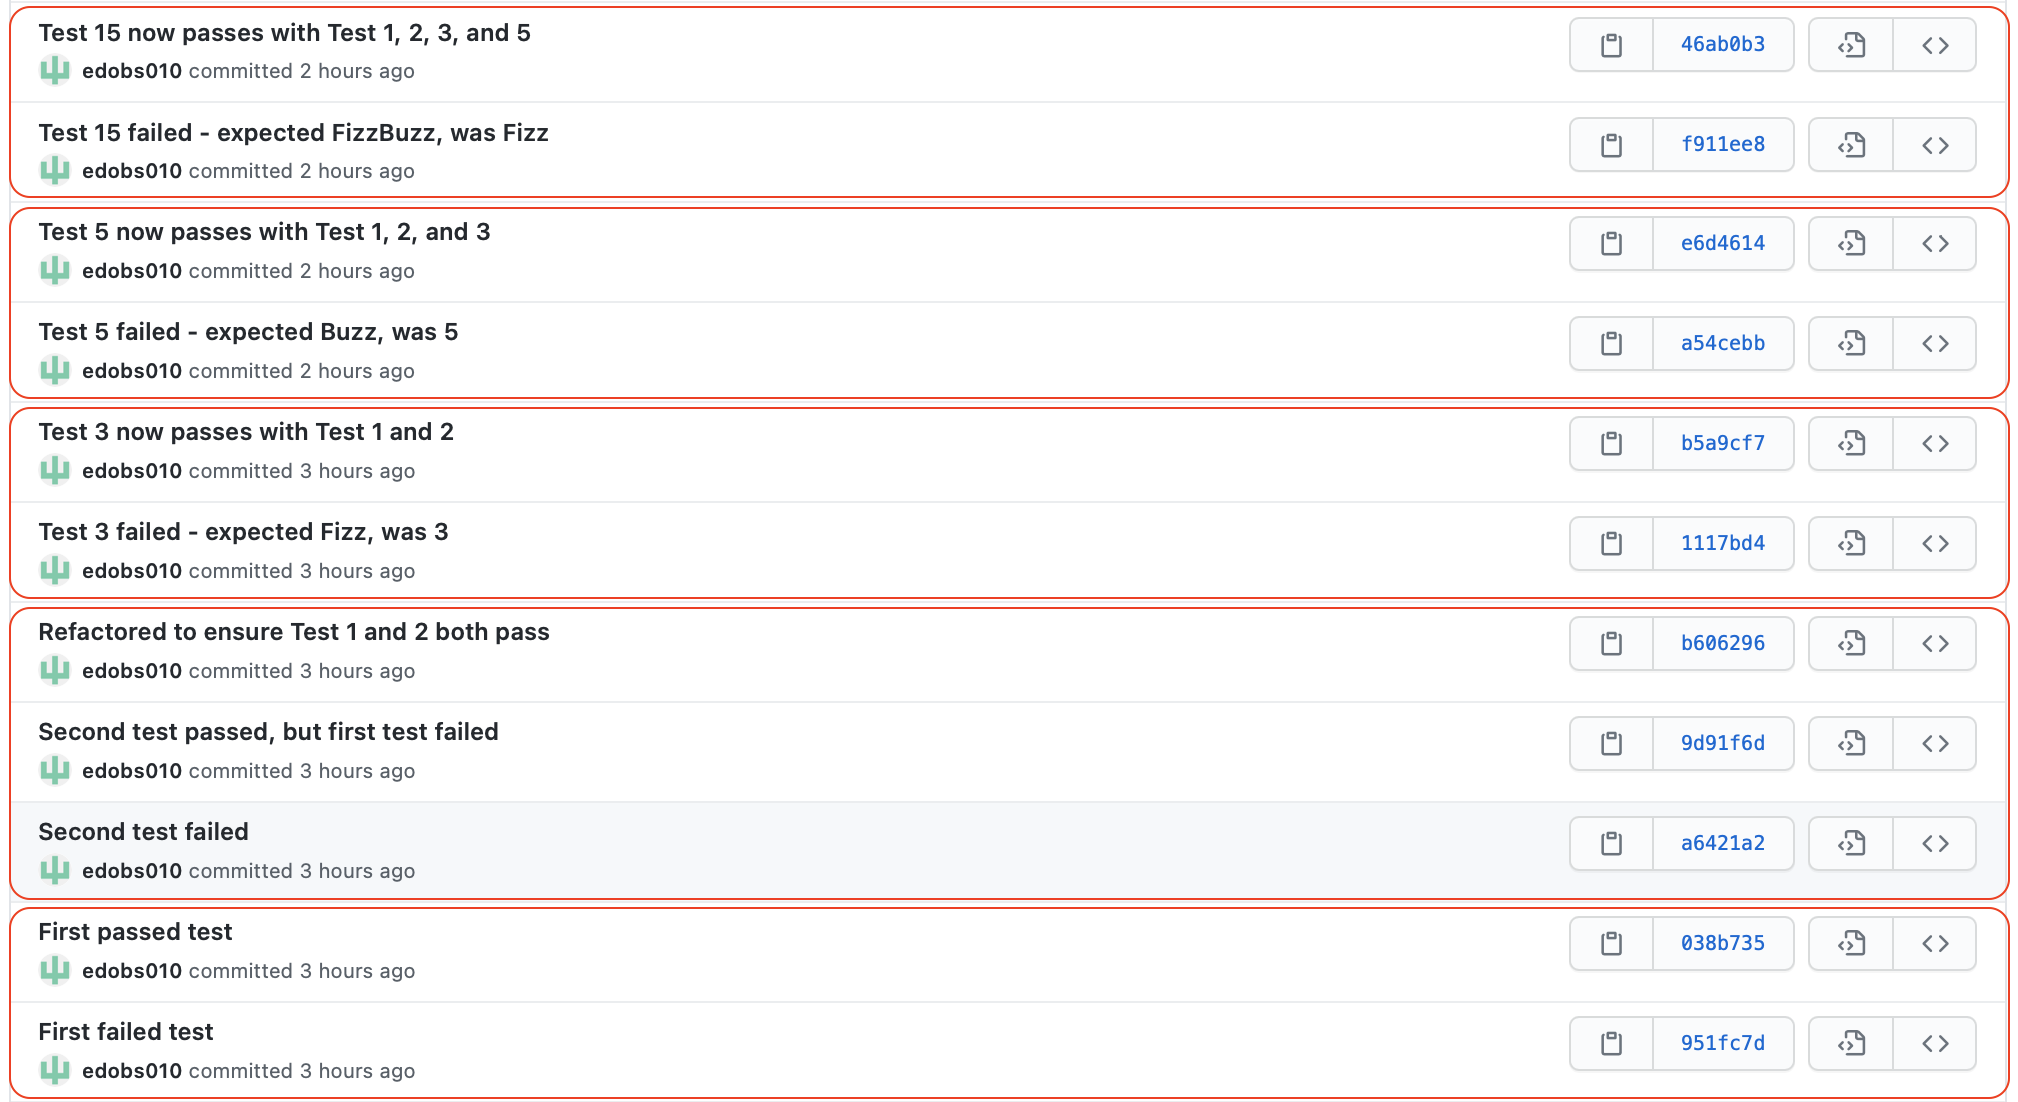 Test 15 now passes with Test 1, 2, 3, and 5
46ab0b3
edobs010 committed 2 hours ago
Test 15 failed - expected FizzBuzz, was Fizz
f911ee8
edobs010 committed 2 hours ago
Test 5 now passes with Test 1, 2, and 3
e6d4614
edobs010 committed 2 hours ago
Test 5 failed - expected Buzz, was 5
a54cebb
edobs010 committed 2 hours ago
Test 3 now passes with Test 1 and 2
b5a9cf7
edobs010 committed 3 hours ago
Test 3 failed - expected Fizz, was 3
1117bd4
edobs010 committed 3 hours ago
Refactored to ensure Test 1 and 2 both pass
b606296
edobs010 committed 3 hours ago
Second test passed, but first test failed
9d91f6d
edobs010 committed 3 hours ago
Second test failed
a6421a2
edobs010 committed 3 hours ago
First passed test
038b735
edobs010 committed 3 hours ago
First failed test
951fc7d
edobs010 committed 3 hours ago